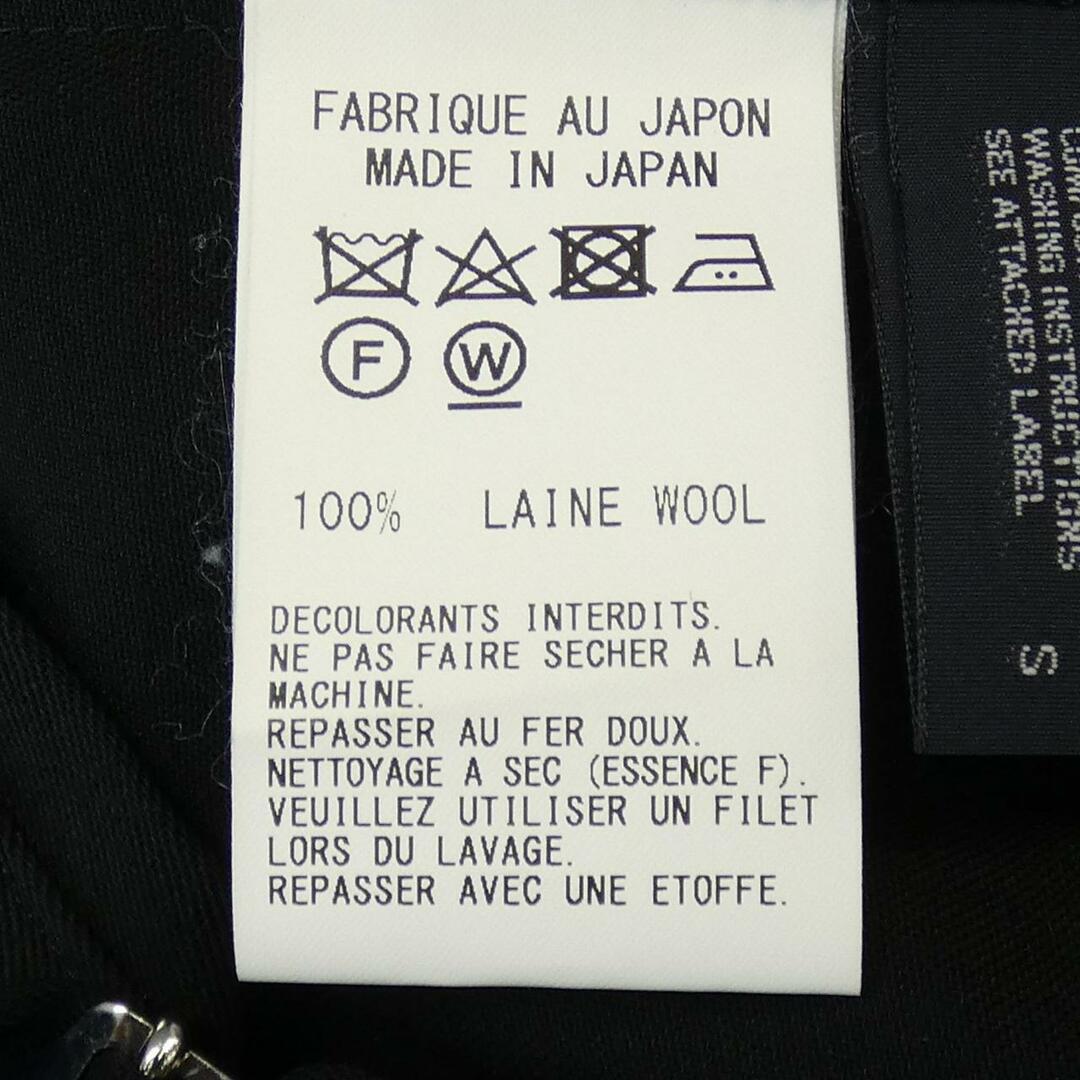 FABRIQUE AU JAPON
MADE IN JAPAN
F W
100% LAINE WOOL
DECOLORANTS INTERDITS.
NE PAS FAIRE SECHER A LA
MACHINE.
REPASSER AU FER DOUX.
NETTOYAGE A SEC (ESSENCE F).
VEUILLEZ UTILISER UN FILET
LORS DU LAVAGE.
REPASSER AVEC UNE ETOFFE.
WASHING INSTRUCTIONS
SEE ATTACHED LABEL
S